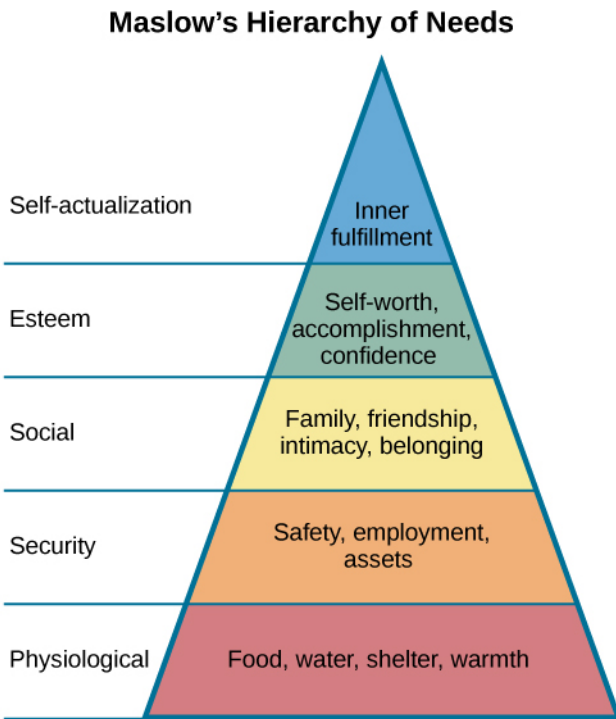 Maslow’s Hierarchy of Needs
Self-actualization
Inner
fulfillment
Esteem
Self-worth,
accomplishment,
confidence
Social
Family, friendship,
intimacy, belonging
Security
Safety, employment,
assets
Physiological
Food, water, shelter, warmth